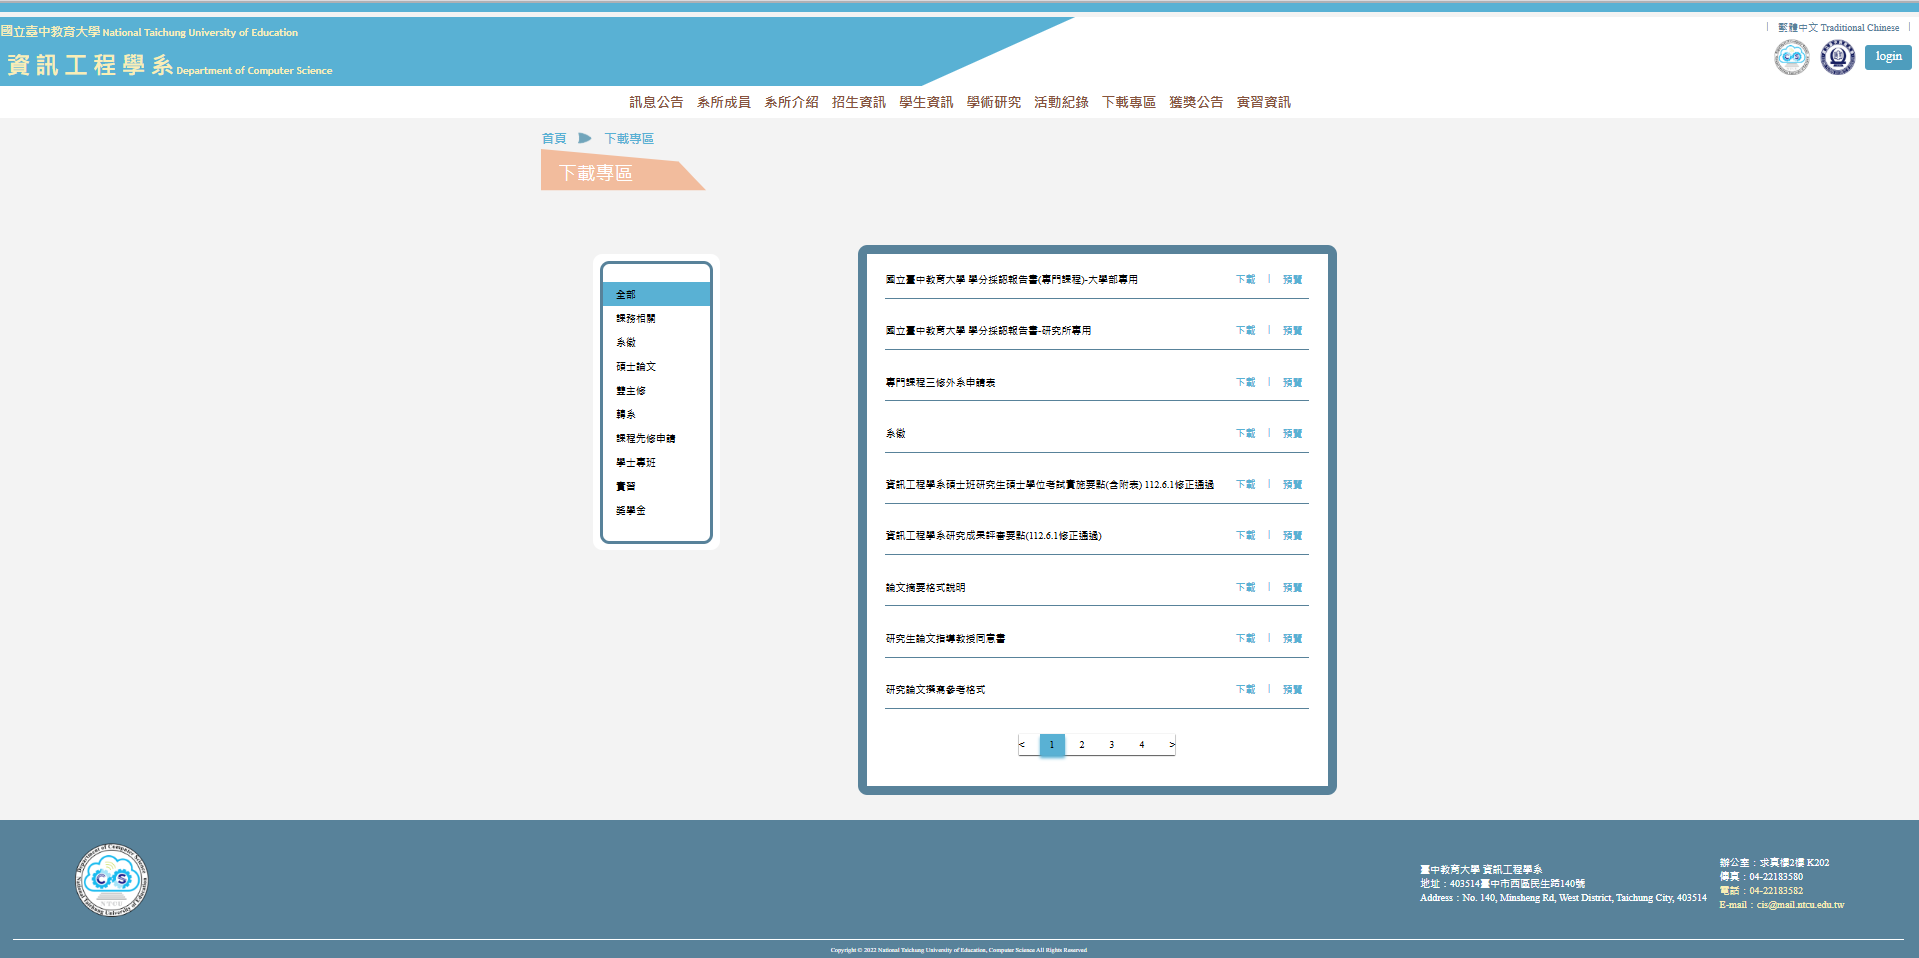 國立臺中教育大學 National Taichung University of Education
資訊工程學系 Department of Computer Science
| 繁體中文 Traditional Chinese |
login
訊息公告 系所成員 系所介紹 招生資訊 學生資訊 學術研究 活動紀錄 下載專區 獲獎公告 實習資訊
首頁 下載專區
下載專區
全部
課務相關
系徽
碩士論文
雙主修
轉系
課程先修申請
學士專班
實習
獎學金
國立臺中教育大學 學分採認報告書(專門課程)-大學部專用 下載 | 預覽
國立臺中教育大學 學分採認報告書-研究所專用 下載 | 預覽
專門課程三修外系申請表 下載 | 預覽
系徽 下載 | 預覽
資訊工程學系碩士班研究生碩士學位考試實施要點(含附表) 112.6.1修正通過 下載 | 預覽
資訊工程學系研究成果評審要點(112.6.1修正通過) 下載 | 預覽
論文摘要格式說明 下載 | 預覽
研究生論文指導教授同意書 下載 | 預覽
研究論文撰寫參考格式 下載 | 預覽
< 1 2 3 4 >
Department of Computer Science
CS
NTCU
National Taichung University of Education
臺中教育大學 資訊工程學系
地址：403514臺中市西區民生路140號
Address：No. 140, Minsheng Rd, West District, Taichung City, 403514
辦公室：求真樓2樓 K202
傳真：04-22183580
電話：04-22183582
E-mail：cis@mail.ntcu.edu.tw
Copyright © 2022 National Taichung University of Education, Computer Science All Rights Reserved